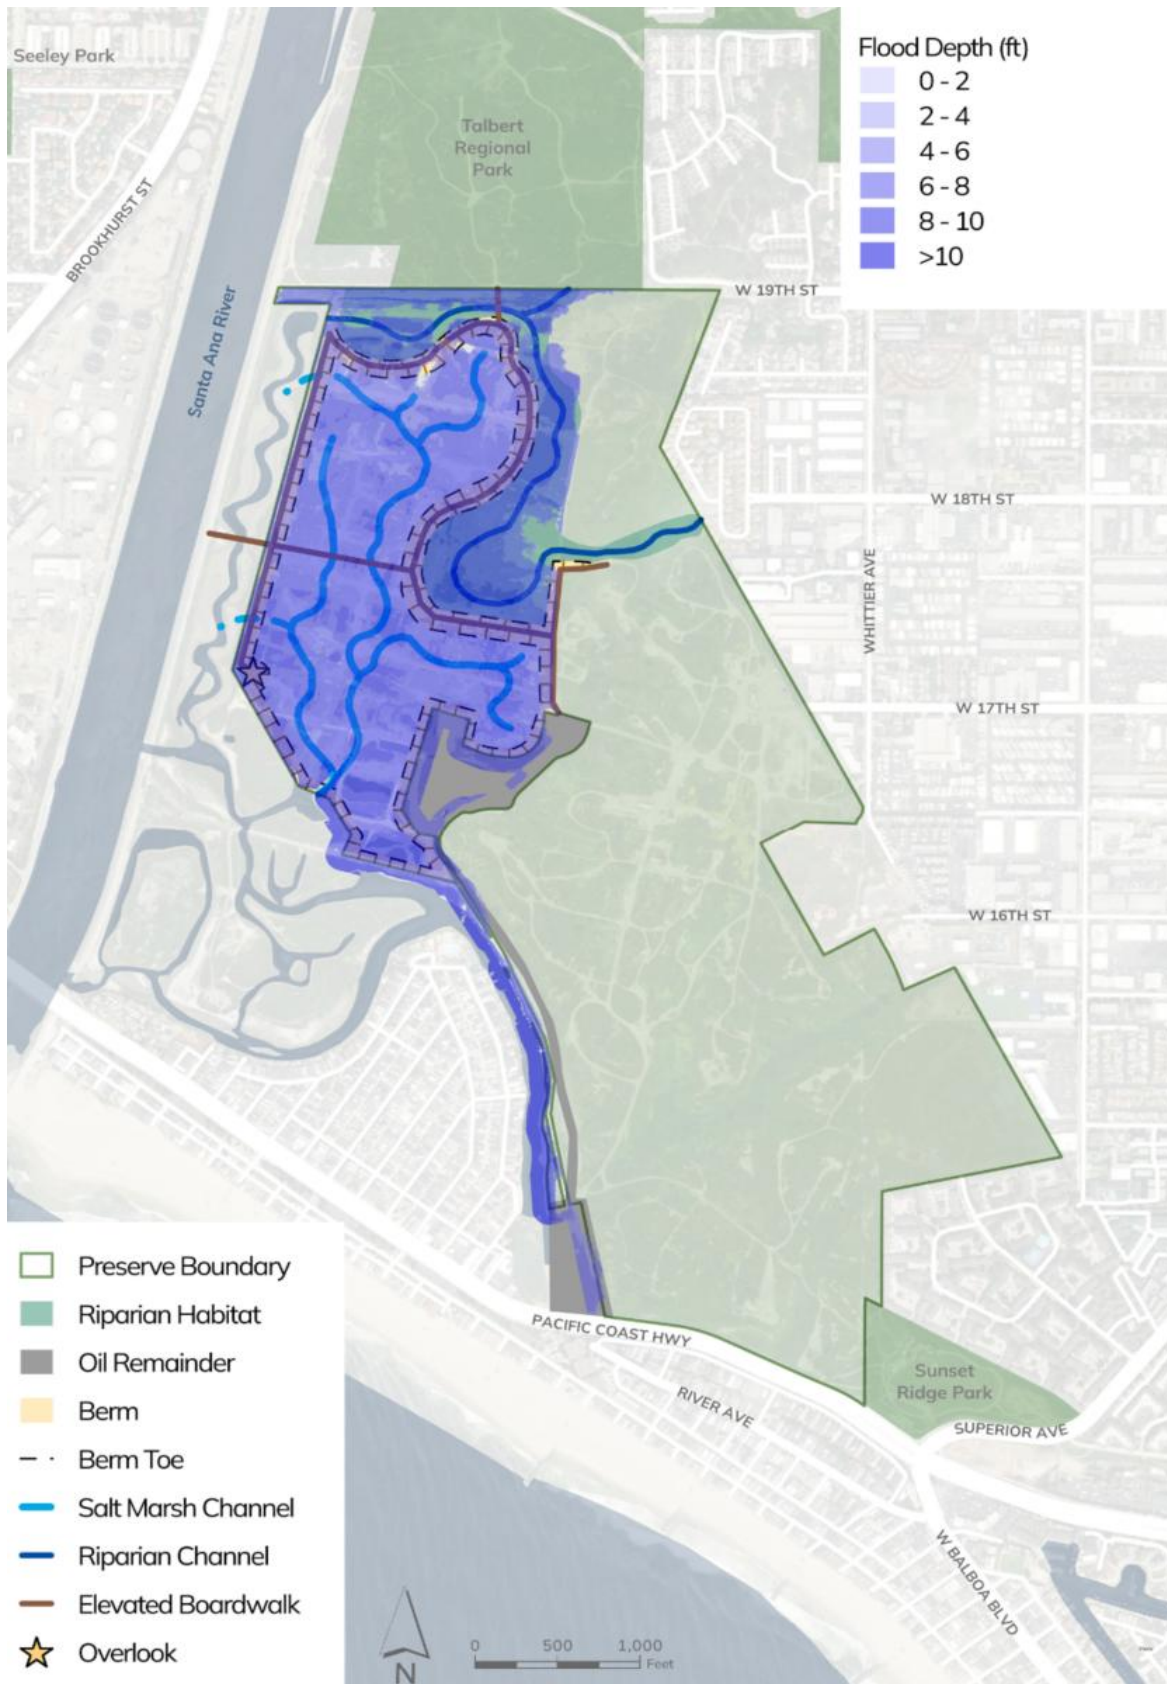 Seeley Park
BROOKHURST ST
Santa Ana River
Talbert
Regional
Park
Flood Depth (ft)
0 - 2
2 - 4
4 - 6
6 - 8
8 - 10
>10
W 19TH ST
W 18TH ST
WHITTIER AVE
W 17TH ST
W 16TH ST
PACIFIC COAST HWY
RIVER AVE
Sunset
Ridge Park
SUPERIOR AVE
W BALBOA BLVD
Preserve Boundary
Riparian Habitat
Oil Remainder
Berm
Berm Toe
Salt Marsh Channel
Riparian Channel
Elevated Boardwalk
Overlook
N
0 500 1,000
Feet